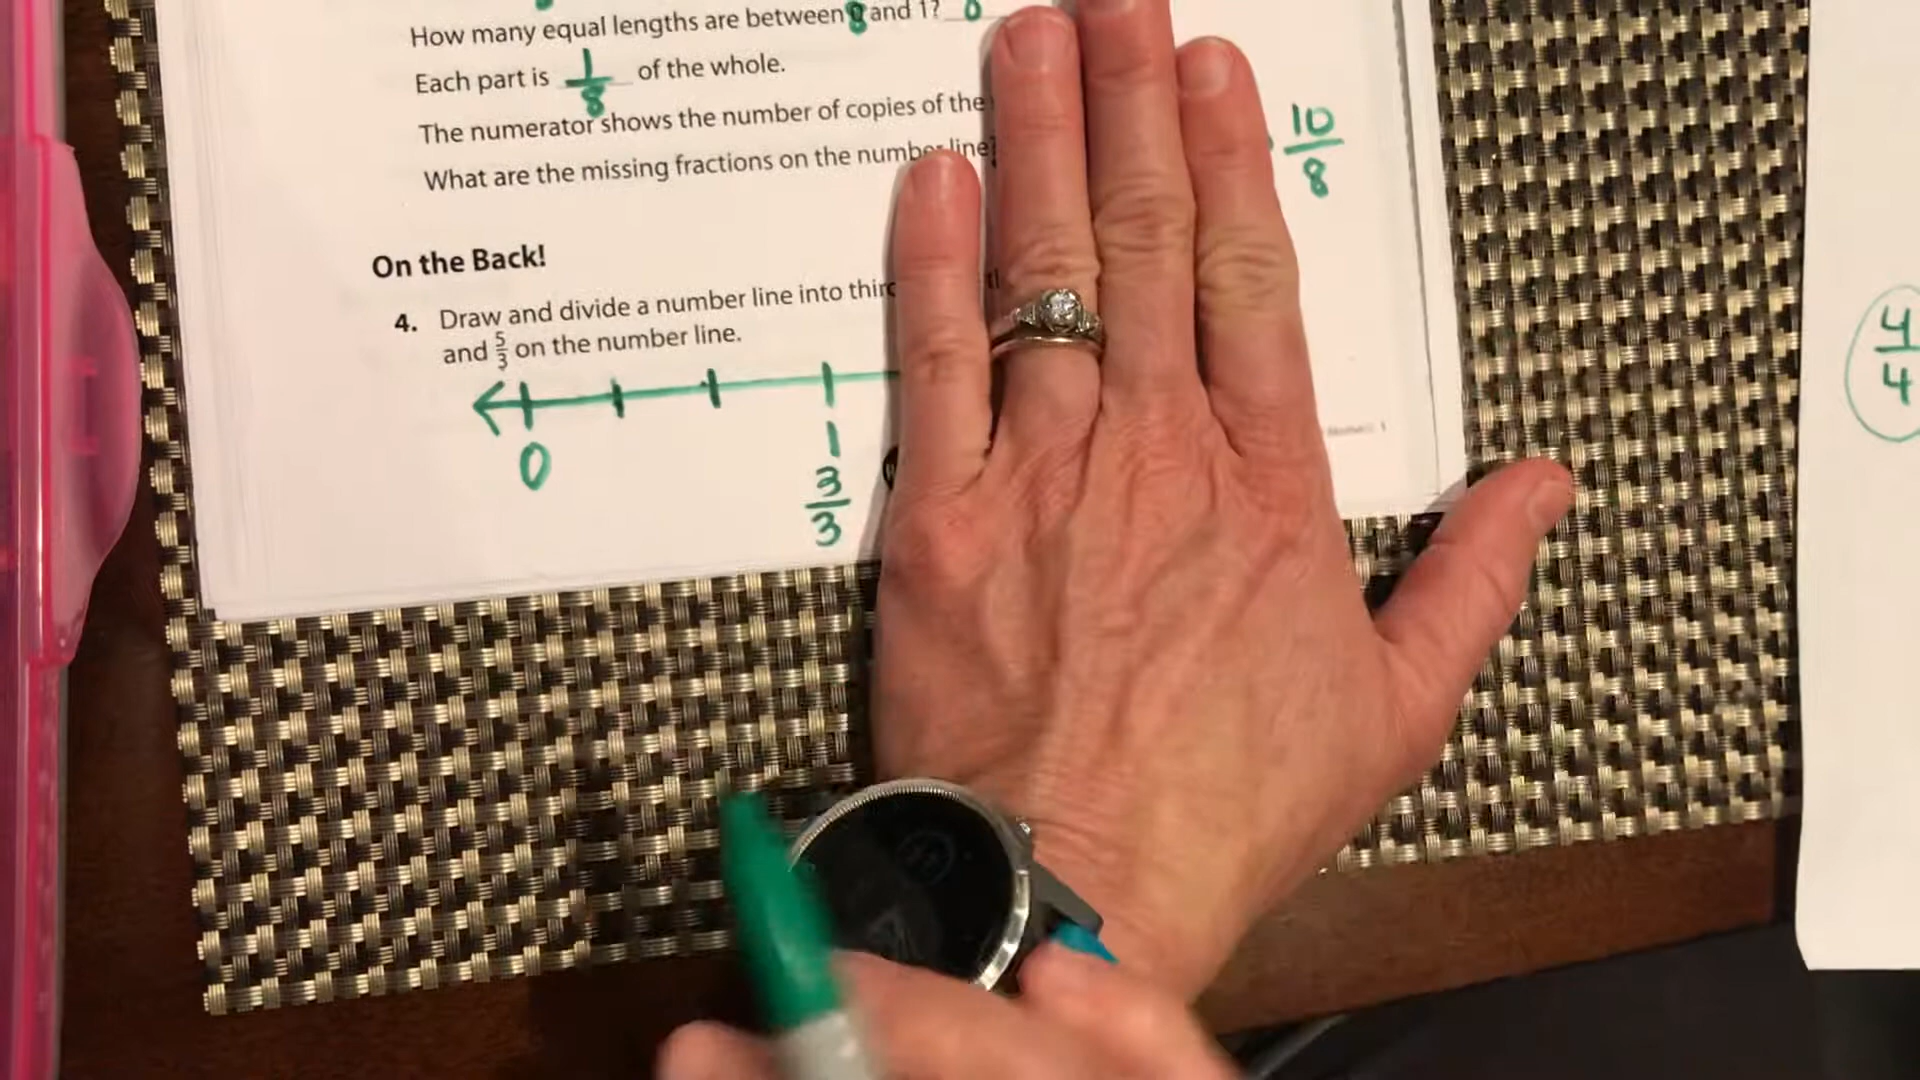 How many equal lengths are between 0 and 1? 8
Each part is 1/8 of the whole.
The numerator shows the number of copies of the
What are the missing fractions on the number line?
10/8
On the Back!
4. Draw and divide a number line into
and 5/3 on the number line.
0
1
3/3
4/4